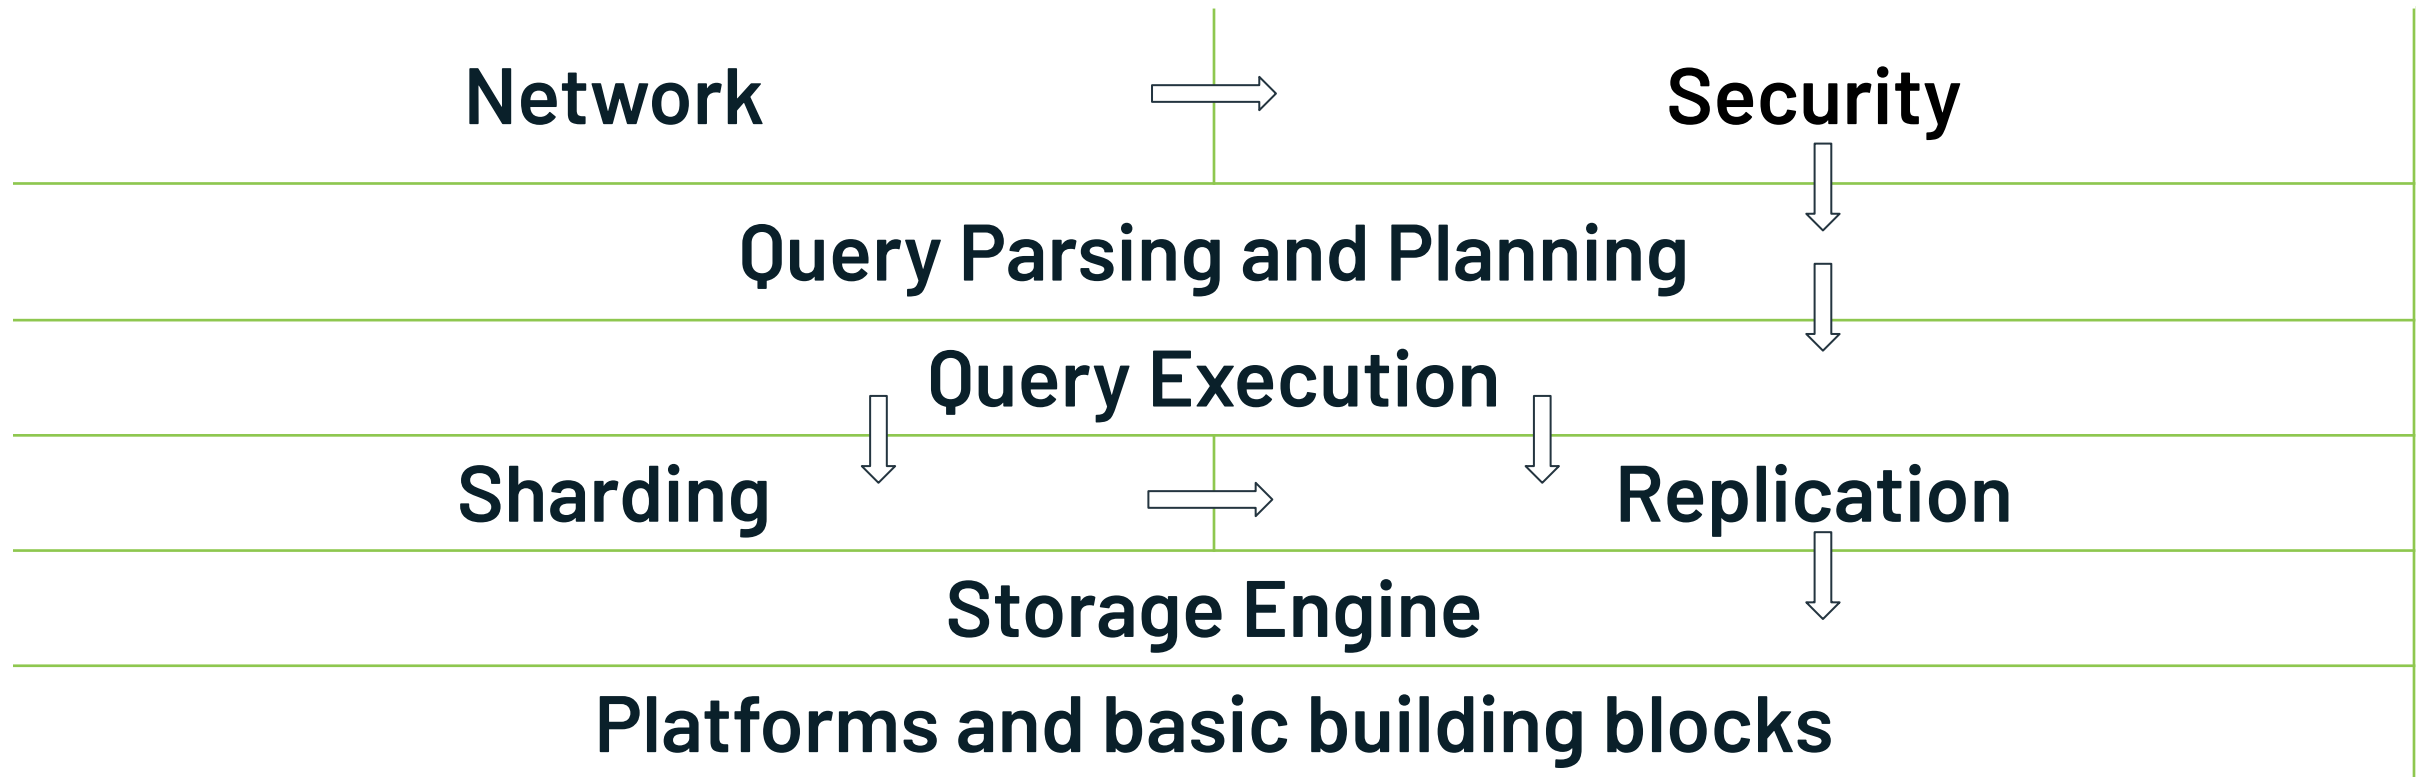 Network
Security
Query Parsing and Planning
Query Execution
Sharding
Replication
Storage Engine
Platforms and basic building blocks